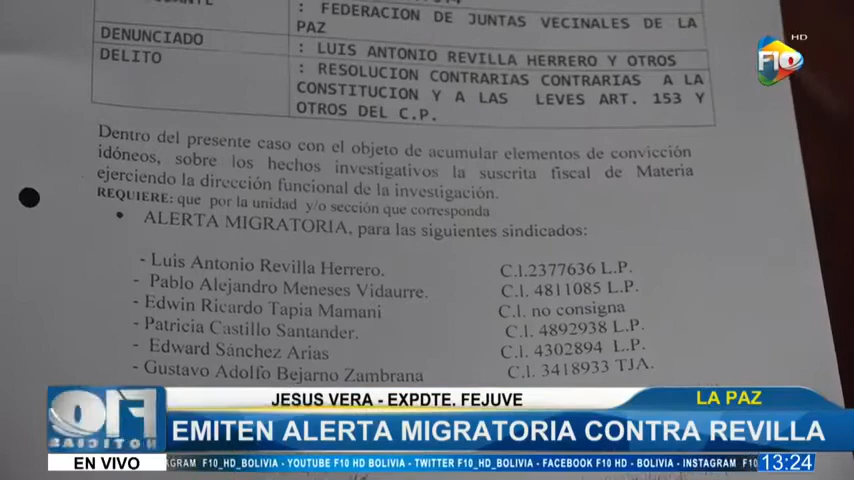 : FEDERACION DE JUNTAS VECINALES DE LA
PAZ
DENUNCIADO
: LUIS ANTONIO REVILLA HERRERO Y OTROS
DELITO
: RESOLUCION CONTRARIAS CONTRARIAS A LA
CONSTITUCION Y A LAS LEVES ART. 153 Y
OTROS DEL C.P.
Dentro del presente caso con el objeto de acumular elementos de convicción
idóneos, sobre los hechos investigativos la suscrita fiscal de Materia
ejerciendo la dirección funcional de la investigación.
REQUIERE: que por la unidad y/o sección que corresponda
• ALERTA MIGRATORIA, para las siguientes sindicados:
- Luis Antonio Revilla Herrero. C.I.2377636 L.P.
- Pablo Alejandro Meneses Vidaurre. C.I. 4811085 L.P.
- Edwin Ricardo Tapia Mamani C.I. no consigna
- Patricia Castillo Santander. C.I. 4892938 L.P.
- Edward Sánchez Arias C.I. 4302894 L.P.
- Gustavo Adolfo Bejarno Zambrana C.I. 3418933 TJA.
F10 HD
JESUS VERA - EXPDTE. FEJUVE
LA PAZ
F10
NOTICIAS
EMITEN ALERTA MIGRATORIA CONTRA REVILLA
EN VIVO
GRAM F10_HD_BOLIVIA - YOUTUBE F10 HD BOLIVIA - TWITTER F10_HD_BOLIVIA - FACEBOOK F10 HD - BOLIVIA - INSTAGRAM F10
13:24